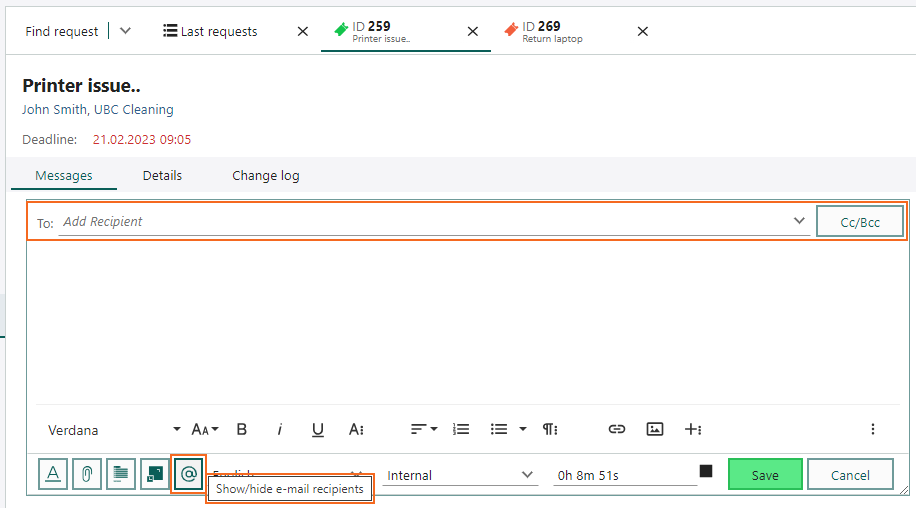 Find request
Last requests
ID 259
Printer issue..
ID 269
Return laptop
Printer issue..
John Smith, UBC Cleaning
Deadline: 21.02.2023 09:05
Messages Details Change log
To: Add Recipient Cc/Bcc
Verdana
A English Internal 0h 8m 51s Save Cancel
Show/hide e-mail recipients